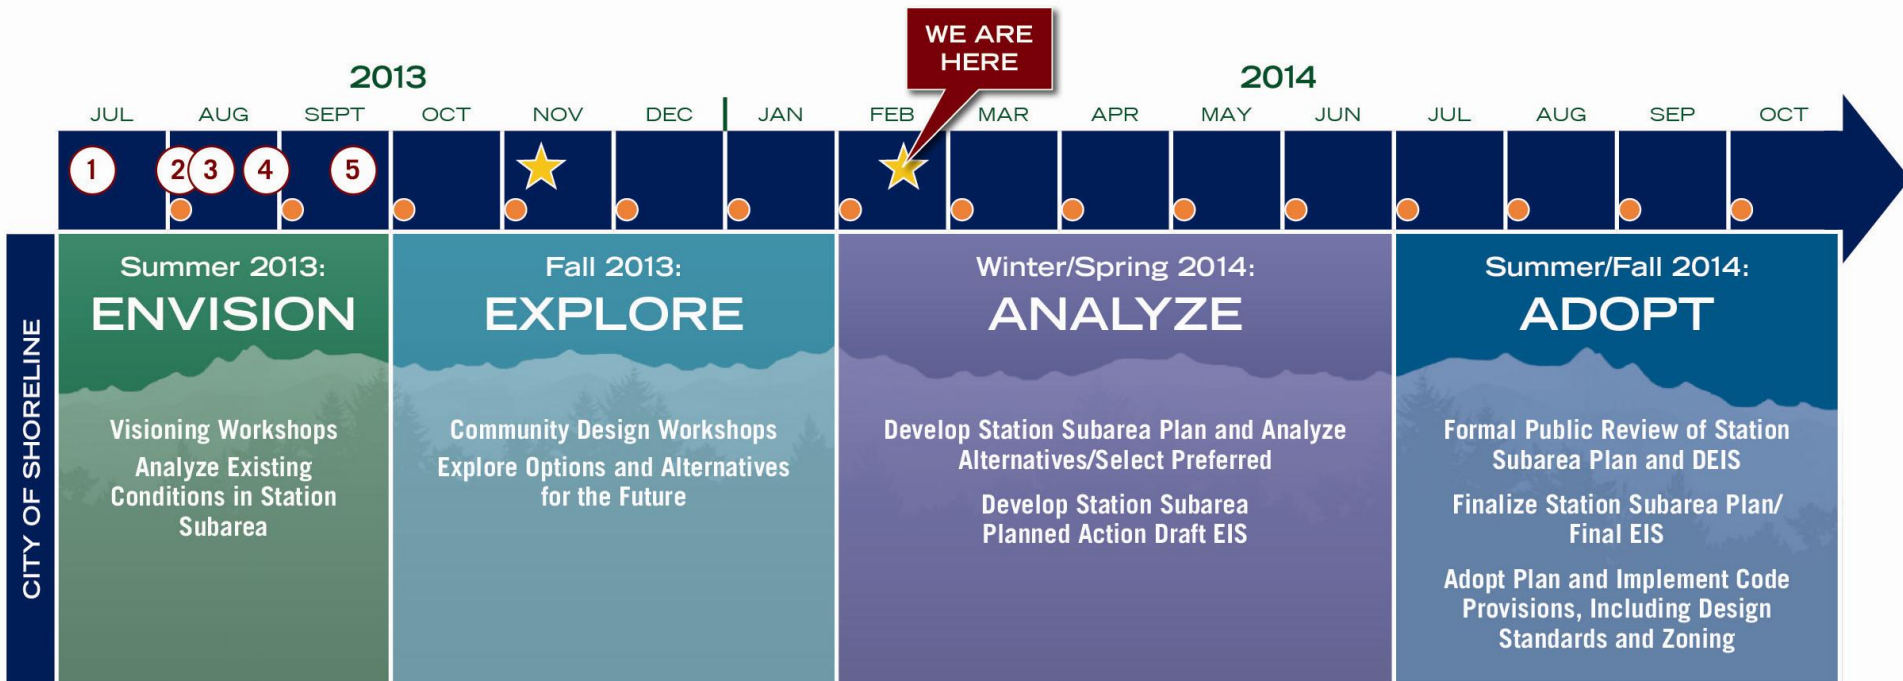 WE ARE
HERE
2013
2014
JUL AUG SEPT OCT NOV DEC JAN FEB MAR APR MAY JUN JUL AUG SEP OCT
1 2 3 4 5
CITY OF SHORELINE
Summer 2013:
ENVISION
Visioning Workshops
Analyze Existing
Conditions in Station
Subarea
Fall 2013:
EXPLORE
Community Design Workshops
Explore Options and Alternatives
for the Future
Winter/Spring 2014:
ANALYZE
Develop Station Subarea Plan and Analyze
Alternatives/Select Preferred
Develop Station Subarea
Planned Action Draft EIS
Summer/Fall 2014:
ADOPT
Formal Public Review of Station
Subarea Plan and DEIS
Finalize Station Subarea Plan/
Final EIS
Adopt Plan and Implement Code
Provisions, Including Design
Standards and Zoning